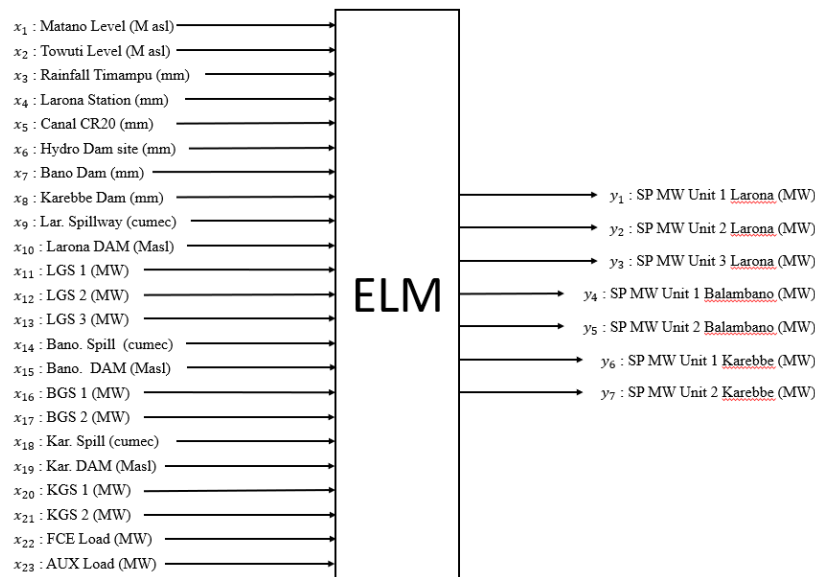 x₁ : Matano Level (M asl)
x₂ : Towuti Level (M asl)
x₃ : Rainfall Timampu (mm)
x₄ : Larona Station (mm)
x₅ : Canal CR20 (mm)
x₆ : Hydro Dam site (mm)
x₇ : Bano Dam (mm)
x₈ : Karebbe Dam (mm)
x₉ : Lar. Spillway (cumec)
x₁₀ : Larona DAM (Masl)
x₁₁ : LGS 1 (MW)
x₁₂ : LGS 2 (MW)
x₁₃ : LGS 3 (MW)
x₁₄ : Bano. Spill (cumec)
x₁₅ : Bano. DAM (Masl)
x₁₆ : BGS 1 (MW)
x₁₇ : BGS 2 (MW)
x₁₈ : Kar. Spill (cumec)
x₁₉ : Kar. DAM (Masl)
x₂₀ : KGS 1 (MW)
x₂₁ : KGS 2 (MW)
x₂₂ : FCE Load (MW)
x₂₃ : AUX Load (MW)
ELM
y₁ : SP MW Unit 1 Larona (MW)
y₂ : SP MW Unit 2 Larona (MW)
y₃ : SP MW Unit 3 Larona (MW)
y₄ : SP MW Unit 1 Balambano (MW)
y₅ : SP MW Unit 2 Balambano (MW)
y₆ : SP MW Unit 1 Karebbe (MW)
y₇ : SP MW Unit 2 Karebbe (MW)